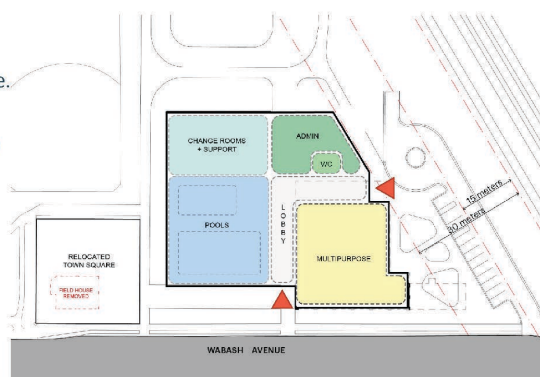 e.
CHANGE ROOMS
+ SUPPORT
ADMIN
WC
15 meters
30 meters
POOLS
LOBBY
MULTIPURPOSE
RELOCATED
TOWN SQUARE
FIELD HOUSE
REMOVED
WABASH AVENUE